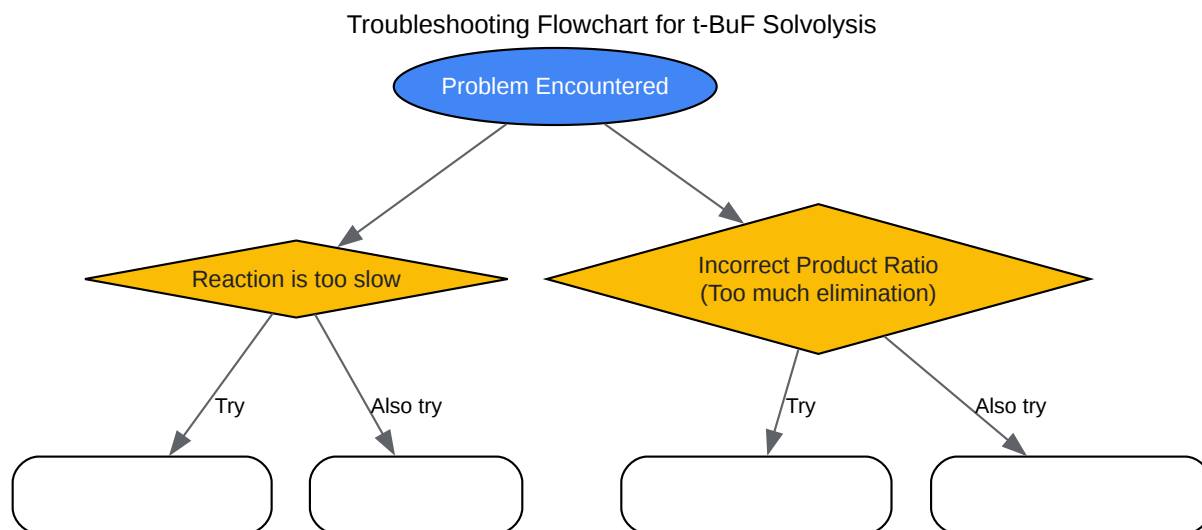 Troubleshooting Flowchart for t-BuF Solvolysis
Problem Encountered
Reaction is too slow
Incorrect Product Ratio
(Too much elimination)
Try
Also try
Try
Also try